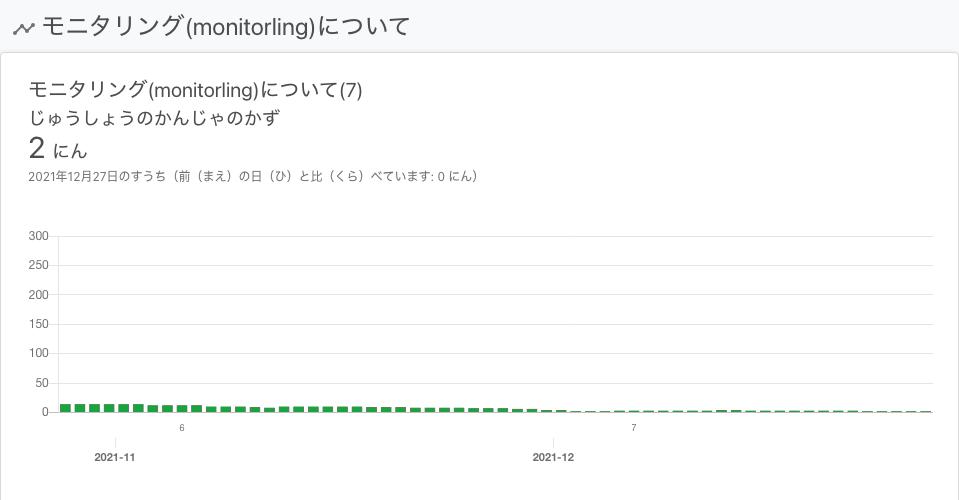 モニタリング(monitorling)について
モニタリング(monitorling)について(7)
じゅうしょうのかんじゃのかず
2 にん
2021年12月27日のすうち（前（まえ）の日（ひ）と比（くら）べています: 0 にん）
300
250
200
150
100
50
0
6 7
2021-11 2021-12